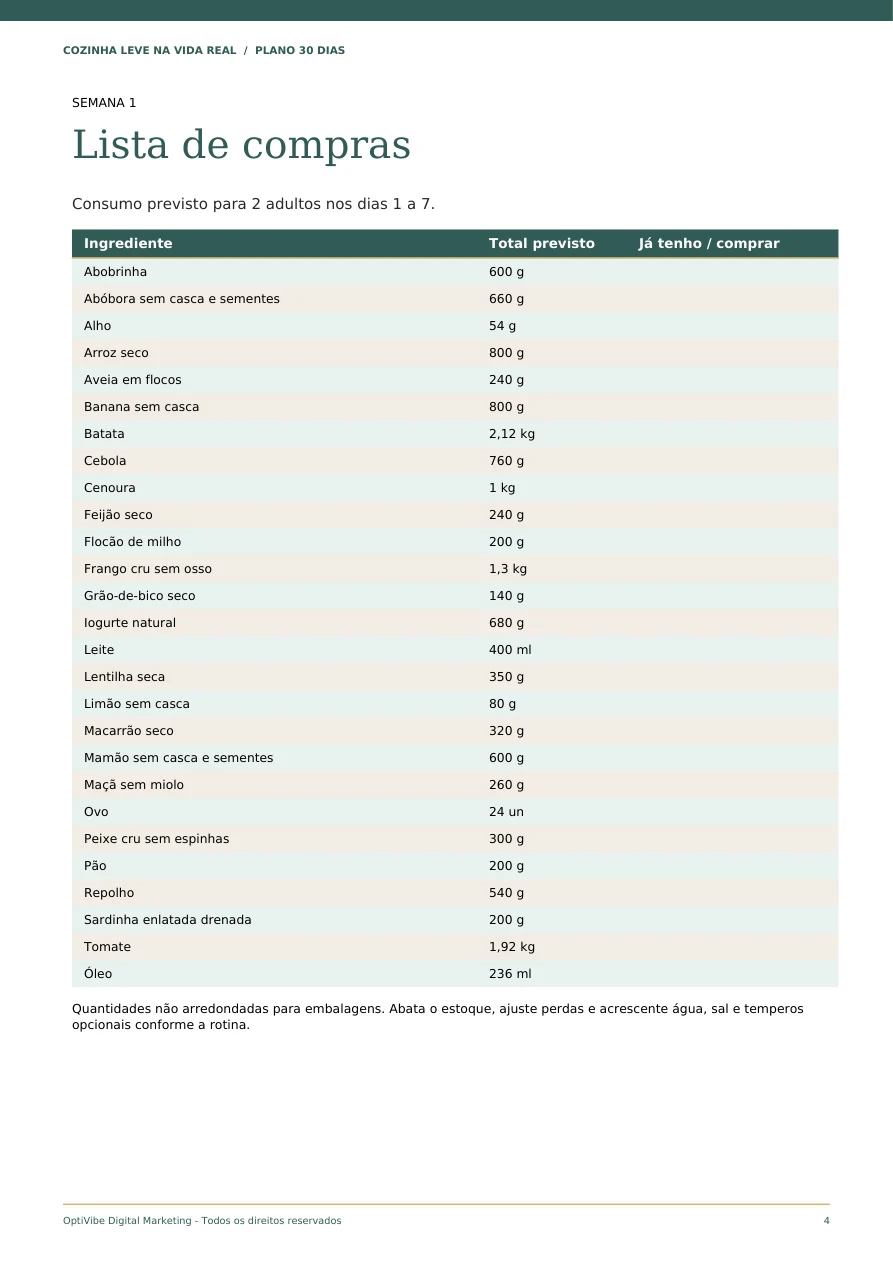 COZINHA LEVE NA VIDA REAL / PLANO 30 DIAS
SEMANA 1
Lista de compras
Consumo previsto para 2 adultos nos dias 1 a 7.
Ingrediente Total previsto Já tenho / comprar
Abobrinha 600 g
Abóbora sem casca e sementes 660 g
Alho 54 g
Arroz seco 800 g
Aveia em flocos 240 g
Banana sem casca 800 g
Batata 2,12 kg
Cebola 760 g
Cenoura 1 kg
Feijão seco 240 g
Flocão de milho 200 g
Frango cru sem osso 1,3 kg
Grão-de-bico seco 140 g
Iogurte natural 680 g
Leite 400 ml
Lentilha seca 350 g
Limão sem casca 80 g
Macarrão seco 320 g
Mamão sem casca e sementes 600 g
Maçã sem miolo 260 g
Ovo 24 un
Peixe cru sem espinhas 300 g
Pão 200 g
Repolho 540 g
Sardinha enlatada drenada 200 g
Tomate 1,92 kg
Óleo 236 ml
Quantidades não arredondadas para embalagens. Abata o estoque, ajuste perdas e acrescente água, sal e temperos
opcionais conforme a rotina.
OptiVibe Digital Marketing - Todos os direitos reservados 4